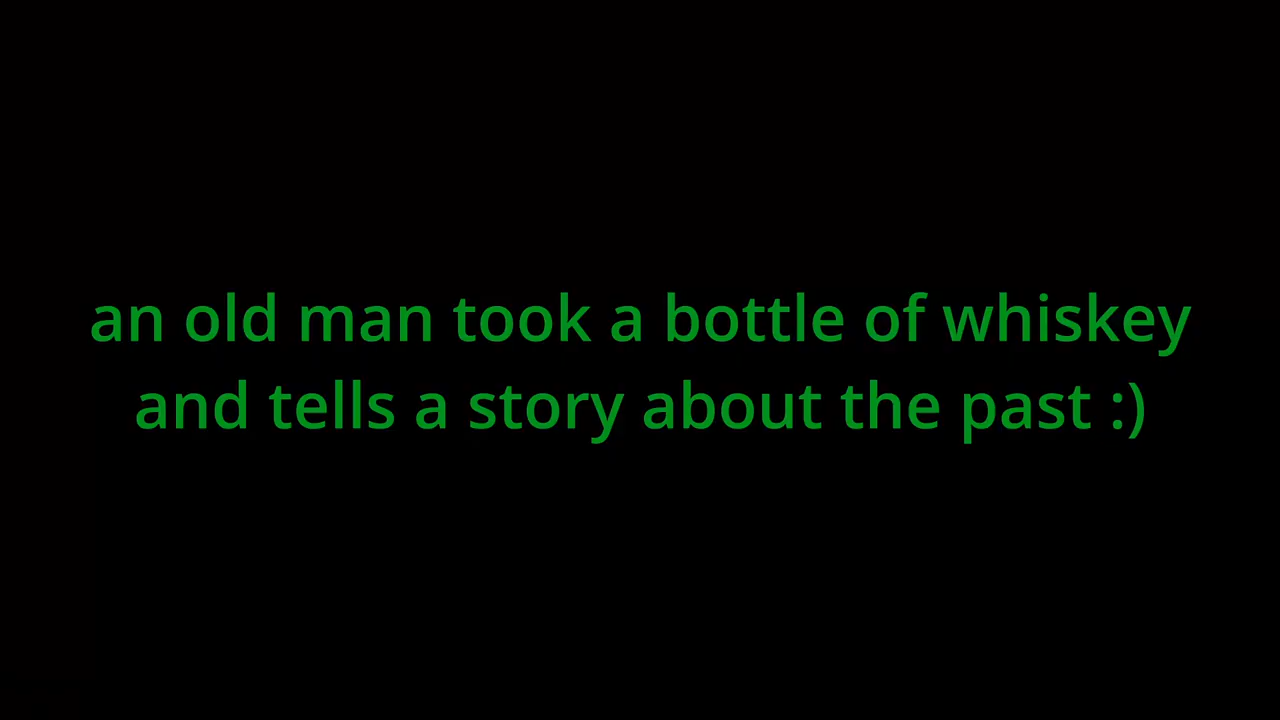 an old man took a bottle of whiskey
and tells a story about the past :)